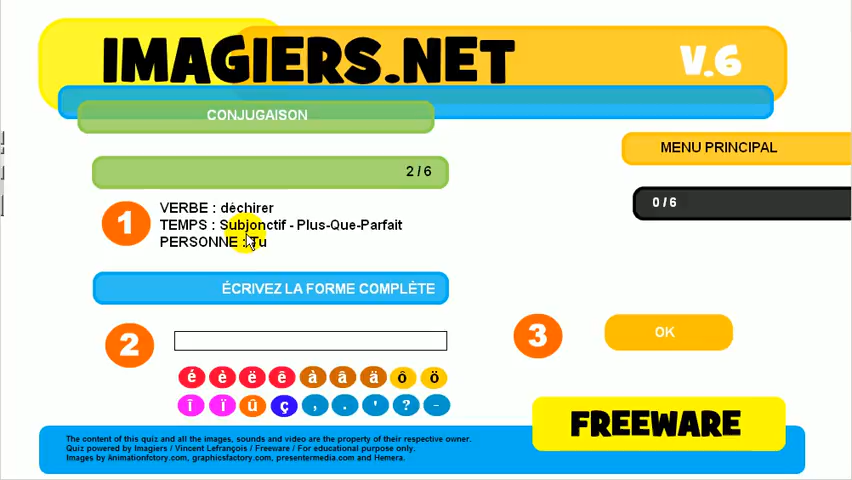 IMAGIERS.NET
V.6
CONJUGAISON
MENU PRINCIPAL
2 / 6
0 / 6
1
VERBE : déchirer
TEMPS : Subjonctif - Plus-Que-Parfait
PERSONNE : Tu
ÉCRIVEZ LA FORME COMPLÈTE
2
3
OK
é è ë ê à â ä ô ö
î ï û ç , . ' ? -
FREEWARE
The content of this quiz and all the images, sounds and video are the property of their respective owner.
Quiz powered by Imagiers / Vincent Lefrançois / Freeware / For educational purpose only.
Images by Animationfctory.com, graphicsfactory.com, presentermedia.com and Hemera.